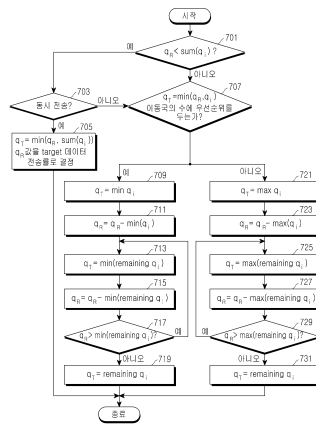 시작
701
예
q_R < sum(q_i) ?
아니오
703
동시 전송?
아니오
707
q_T = min(q_R, q_i)
이동국의 수에 우선순위를
두는가?
예
705
q_T = min(q_R, sum(q_i))
q_R 값을 target 데이터
전송률로 결정
예
아니오
709
q_T = min q_i
721
q_T = max q_i
711
q_R = q_R - min(q_i)
723
q_R = q_R - max(q_i)
713
q_T = min(remaining q_i)
725
q_T = max(remaining q_i)
715
q_R = q_R - min(remaining q_i)
727
q_R = q_R - max(remaining q_i)
717
q_R > min(remaining q_i)?
예
729
q_R > max(remaining q_i)?
예
아니오
719
q_T = remaining q_i
아니오
731
q_T = remaining q_i
종료